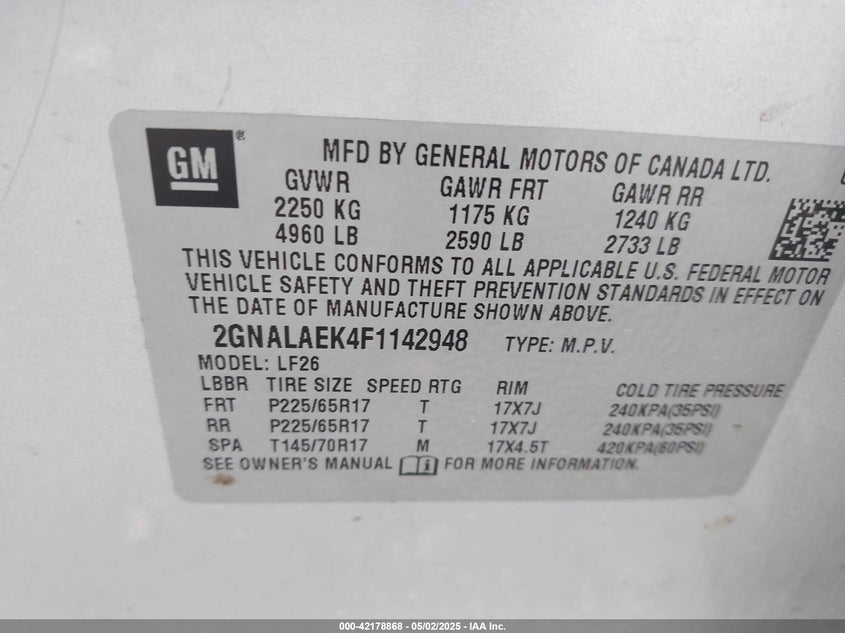 GM®
MFD BY GENERAL MOTORS OF CANADA LTD.
GVWR GAWR FRT GAWR RR
2250 KG 1175 KG 1240 KG
4960 LB 2590 LB 2733 LB
THIS VEHICLE CONFORMS TO ALL APPLICABLE U.S. FEDERAL MOTOR
VEHICLE SAFETY AND THEFT PREVENTION STANDARDS IN EFFECT ON
THE DATE OF MANUFACTURE SHOWN ABOVE.
2GNALAEK4F1142948 TYPE: M.P.V.
MODEL: LF26
LBBR TIRE SIZE SPEED RTG RIM COLD TIRE PRESSURE
FRT P225/65R17 T 17X7J 240KPA(35PSI)
RR P225/65R17 T 17X7J 240KPA(35PSI)
SPA T145/70R17 M 17X4.5T 420KPA(60PSI)
SEE OWNER'S MANUAL FOR MORE INFORMATION.
000-42178868 - 05/02/2025 - IAA Inc.